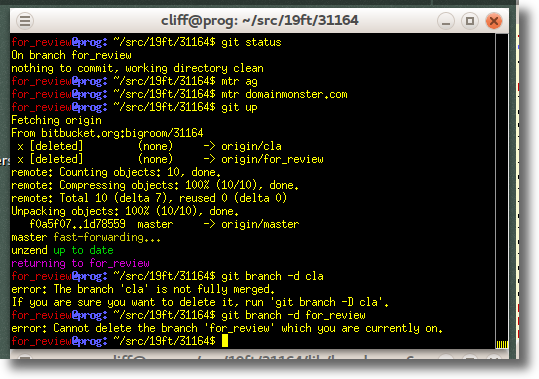 cliff@prog: ~/src/19ft/31164
for_review@prog: ~/src/19ft/31164$ git status
On branch for_review
nothing to commit, working directory clean
for_review@prog: ~/src/19ft/31164$ mtr ag
for_review@prog: ~/src/19ft/31164$ mtr domainmonster.com
for_review@prog: ~/src/19ft/31164$ git up
Fetching origin
From bitbucket.org:bigroom/31164
 x [deleted]         (none)     -> origin/cla
 x [deleted]         (none)     -> origin/for_review
remote: Counting objects: 10, done.
remote: Compressing objects: 100% (10/10), done.
remote: Total 10 (delta 7), reused 0 (delta 0)
Unpacking objects: 100% (10/10), done.
   f0a5f07..1d78559  master     -> origin/master
master fast-forwarding...
unzend up to date
returning to for_review
for_review@prog: ~/src/19ft/31164$ git branch -d cla
error: The branch 'cla' is not fully merged.
If you are sure you want to delete it, run 'git branch -D cla'.
for_review@prog: ~/src/19ft/31164$ git branch -d for_review
error: Cannot delete the branch 'for_review' which you are currently on.
for_review@prog: ~/src/19ft/31164$